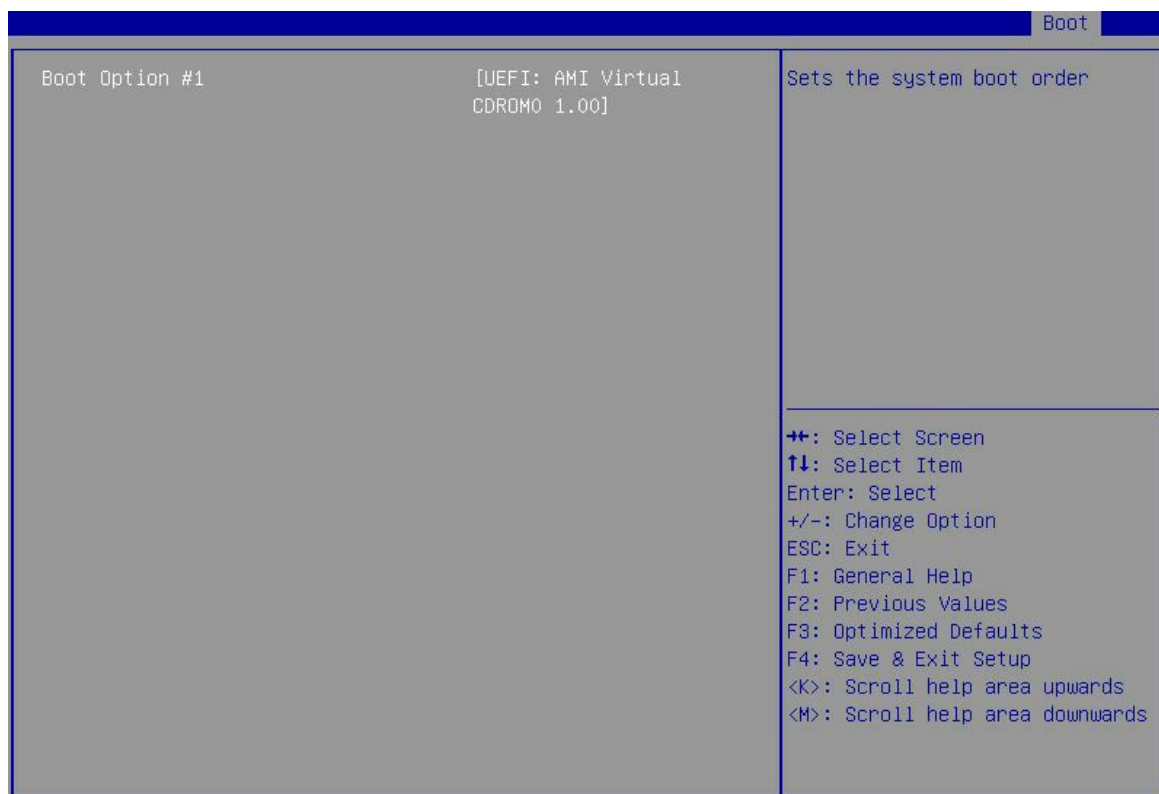 Boot
Boot Option #1
[UEFI: AMI Virtual
CDROM0 1.00]
Sets the system boot order
→←: Select Screen
↑↓: Select Item
Enter: Select
+/-: Change Option
ESC: Exit
F1: General Help
F2: Previous Values
F3: Optimized Defaults
F4: Save & Exit Setup
<K>: Scroll help area upwards
<M>: Scroll help area downwards